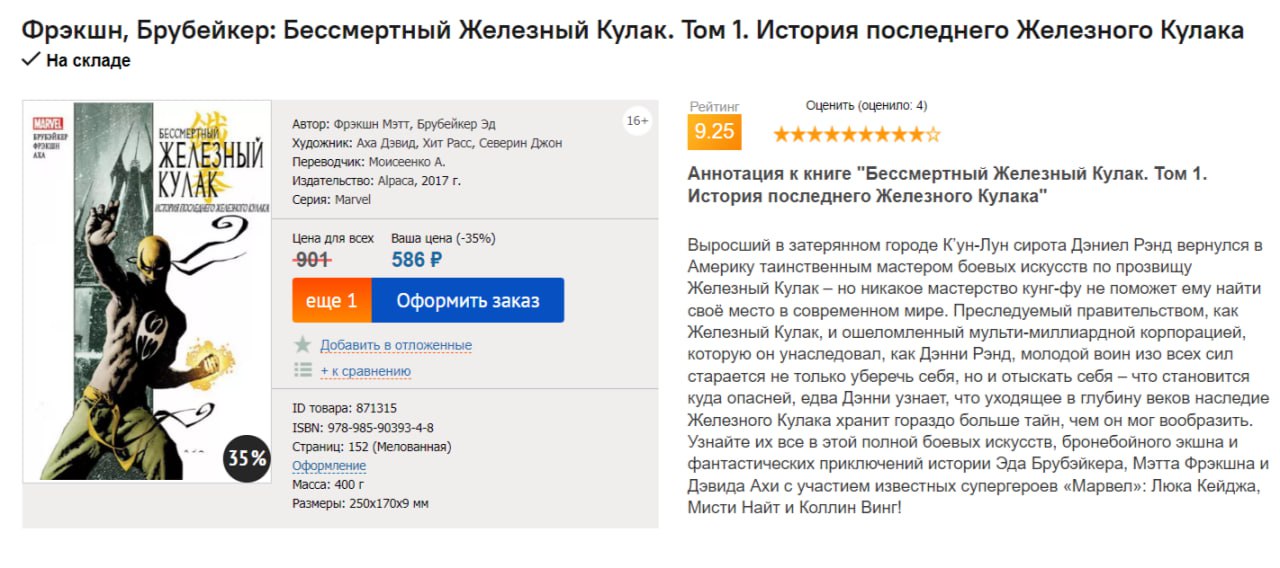 Фрэкшн, Брубейкер: Бессмертный Железный Кулак. Том 1. История последнего Железного Кулака
На складе
MARVEL
БРУБЕЙКЕР
ФРЭКШН
АХА
БЕССМЕРТНЫЙ
ЖЕЛЕЗНЫЙ
КУЛАК
ИСТОРИЯ ПОСЛЕДНЕГО ЖЕЛЕЗНОГО КУЛАКА
35%
16+
Автор: Фрэкшн Мэтт, Брубейкер Эд
Художник: Аха Дэвид, Хит Расс, Северин Джон
Переводчик: Моисеенко А.
Издательство: Alpaca, 2017 г.
Серия: Marvel
Цена для всех
Ваша цена (-35%)
901
586 ₽
еще 1
Оформить заказ
Добавить в отложенные
+ к сравнению
ID товара: 871315
ISBN: 978-985-90393-4-8
Страниц: 152 (Мелованная)
Оформление
Масса: 400 г
Размеры: 250x170x9 мм
Рейтинг
9.25
Оценить (оценило: 4)
Аннотация к книге "Бессмертный Железный Кулак. Том 1.
История последнего Железного Кулака"
Выросший в затерянном городе К'ун-Лун сирота Дэниел Рэнд вернулся в
Америку таинственным мастером боевых искусств по прозвищу
Железный Кулак – но никакое мастерство кунг-фу не поможет ему найти
своё место в современном мире. Преследуемый правительством, как
Железный Кулак, и ошеломленный мульти-миллиардной корпорацией,
которую он унаследовал, как Дэнни Рэнд, молодой воин изо всех сил
старается не только уберечь себя, но и отыскать себя – что становится
куда опасней, едва Дэнни узнает, что уходящее в глубину веков наследие
Железного Кулака хранит гораздо больше тайн, чем он мог вообразить.
Узнайте их все в этой полной боевых искусств, бронебойного экшна и
фантастических приключений истории Эда Брубэйкера, Мэтта Фрэкшна и
Дэвида Ахи с участием известных супергероев «Марвел»: Люка Кейджа,
Мисти Найт и Коллин Винг!